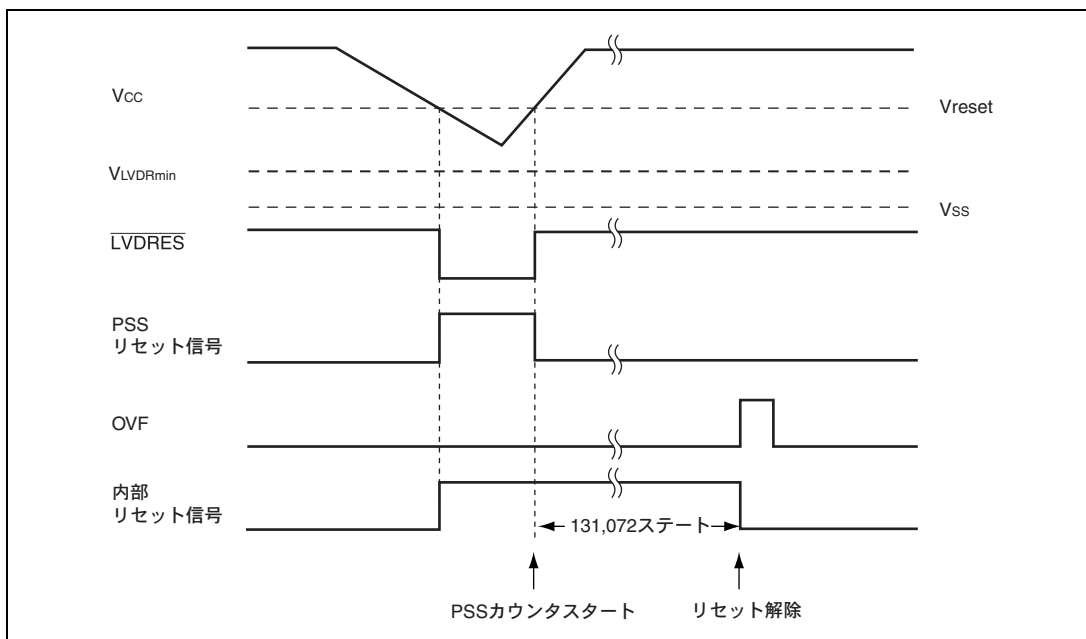 Vcc
Vreset
VLVDRmin
Vss
LVDRES
PSS
リセット信号
OVF
内部
リセット信号
131,072ステート
PSSカウンタスタート
リセット解除